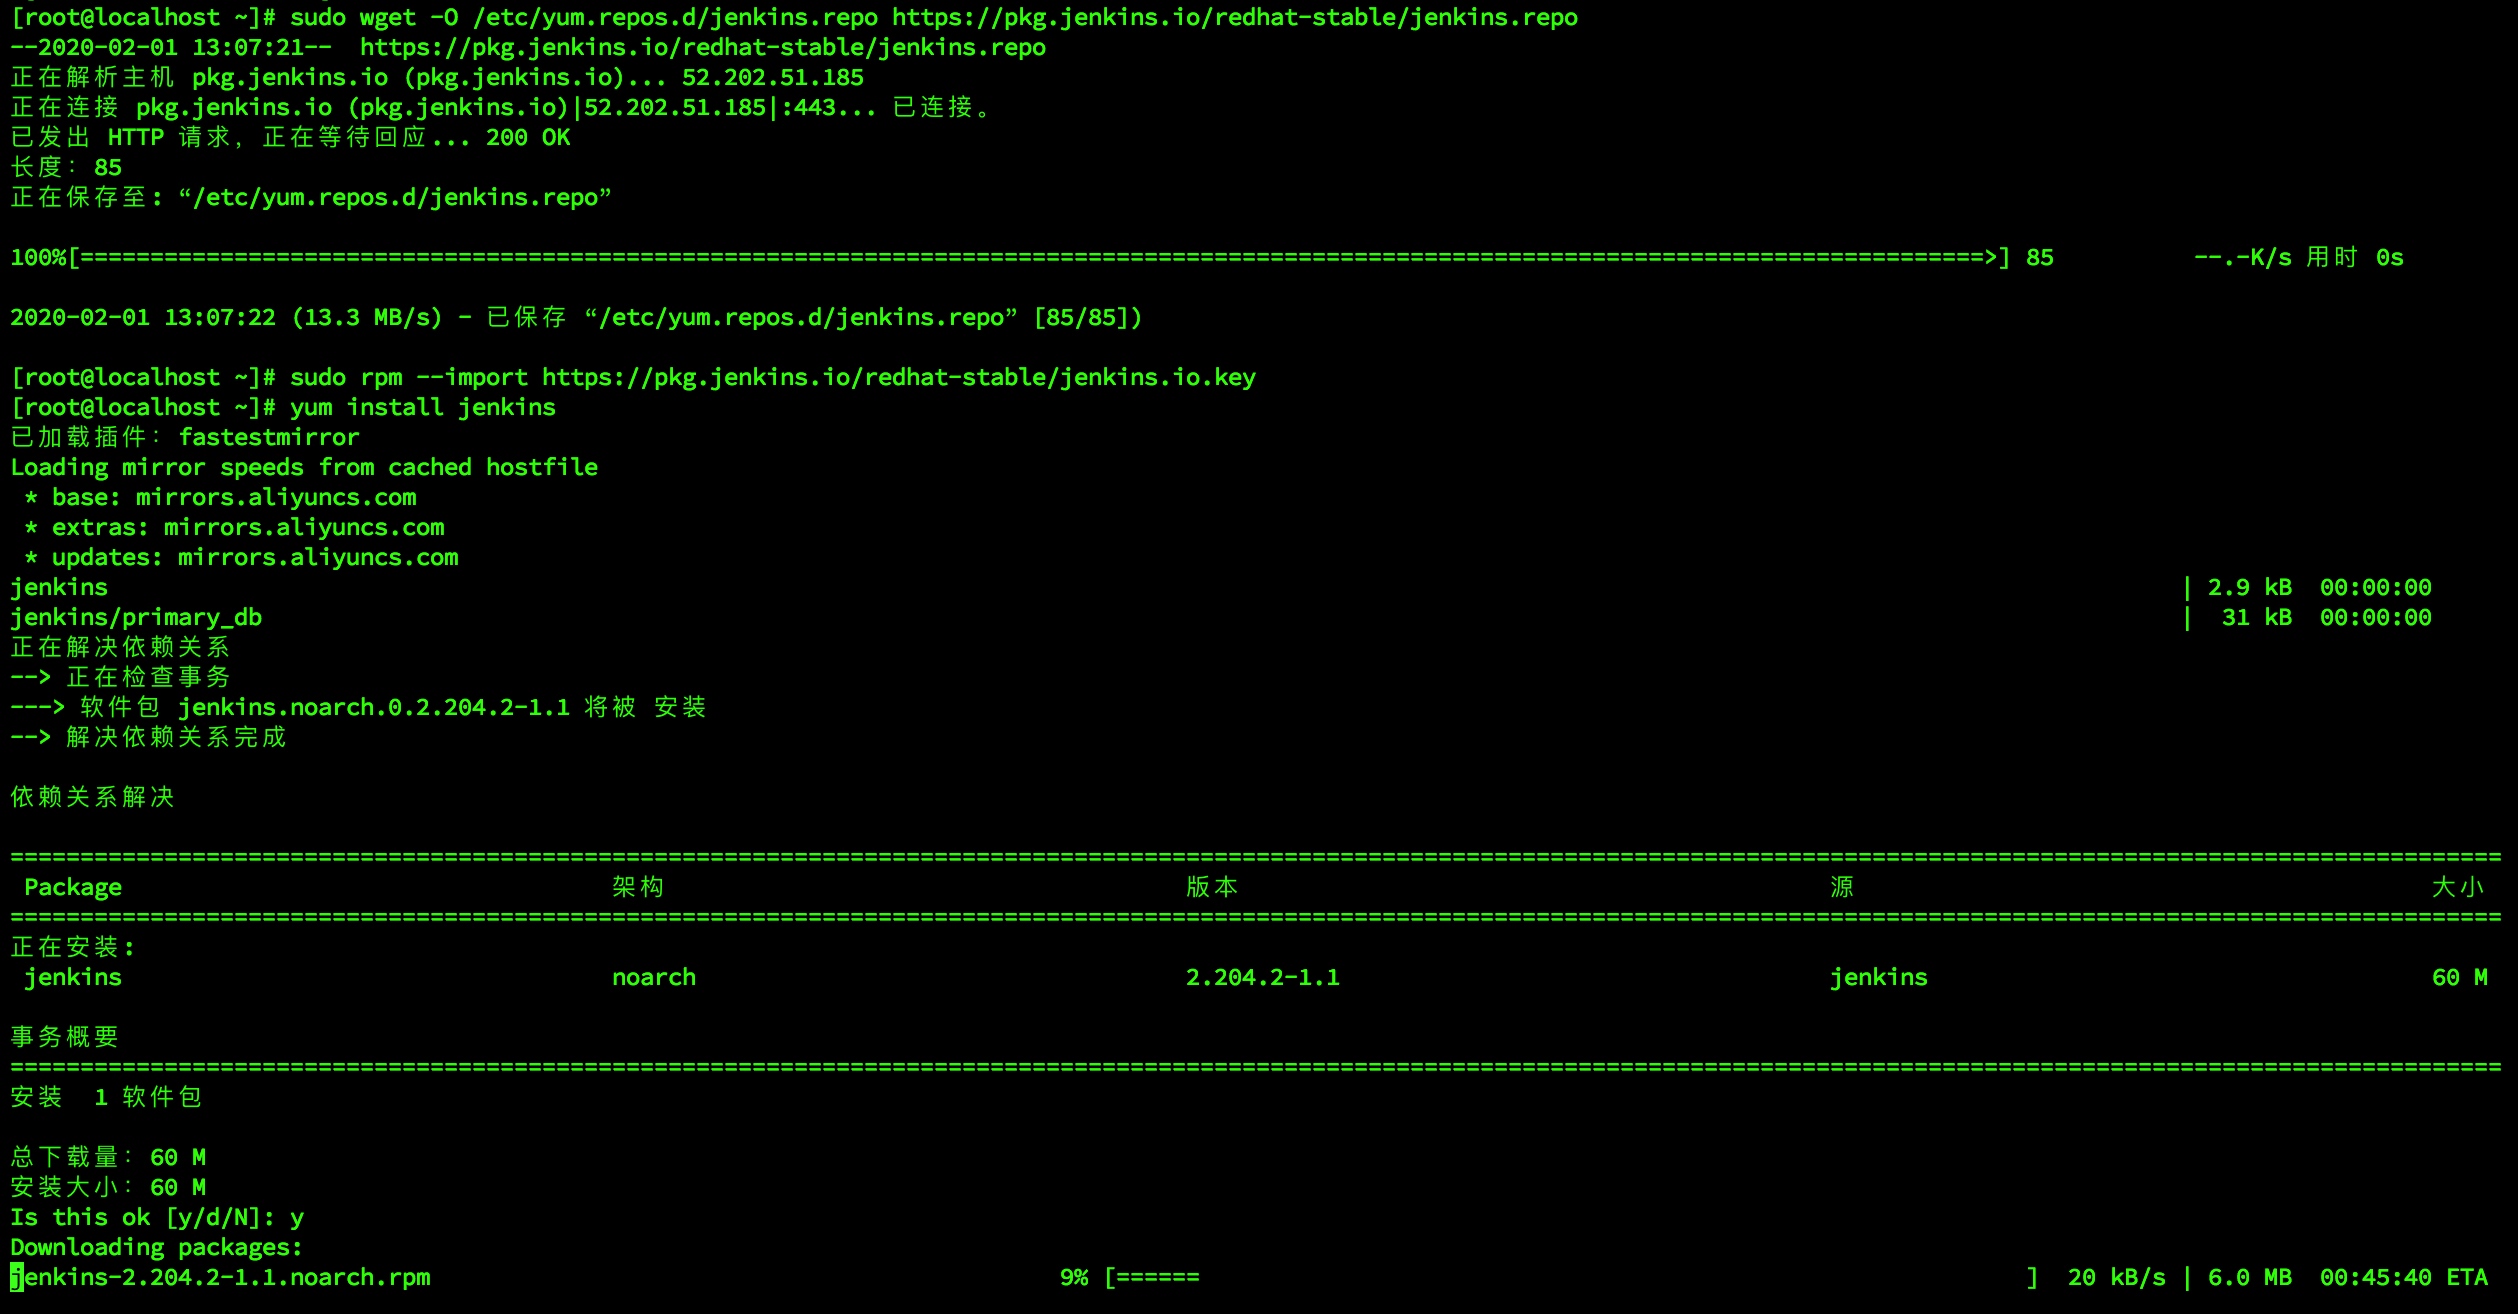 [root@localhost ~]# sudo wget -O /etc/yum.repos.d/jenkins.repo https://pkg.jenkins.io/redhat-stable/jenkins.repo
--2020-02-01 13:07:21--  https://pkg.jenkins.io/redhat-stable/jenkins.repo
正在解析主机 pkg.jenkins.io (pkg.jenkins.io)... 52.202.51.185
正在连接 pkg.jenkins.io (pkg.jenkins.io)|52.202.51.185|:443... 已连接。
已发出 HTTP 请求，正在等待回应... 200 OK
长度：85
正在保存至: “/etc/yum.repos.d/jenkins.repo”
100%[========================================================================================================================================>] 85          --.-K/s 用时 0s
2020-02-01 13:07:22 (13.3 MB/s) - 已保存 “/etc/yum.repos.d/jenkins.repo” [85/85])
[root@localhost ~]# sudo rpm --import https://pkg.jenkins.io/redhat-stable/jenkins.io.key
[root@localhost ~]# yum install jenkins
已加载插件：fastestmirror
Loading mirror speeds from cached hostfile
 * base: mirrors.aliyuncs.com
 * extras: mirrors.aliyuncs.com
 * updates: mirrors.aliyuncs.com
jenkins | 2.9 kB  00:00:00
jenkins/primary_db |  31 kB  00:00:00
正在解决依赖关系
--> 正在检查事务
---> 软件包 jenkins.noarch.0.2.204.2-1.1 将被 安装
--> 解决依赖关系完成
依赖关系解决
==================================================================================================================================================================================
 Package 架构 版本 源 大小
==================================================================================================================================================================================
正在安装:
 jenkins noarch 2.204.2-1.1 jenkins 60 M
事务概要
==================================================================================================================================================================================
安装  1 软件包
总下载量：60 M
安装大小：60 M
Is this ok [y/d/N]: y
Downloading packages:
jenkins-2.204.2-1.1.noarch.rpm 9% [====== ]  20 kB/s | 6.0 MB  00:45:40 ETA